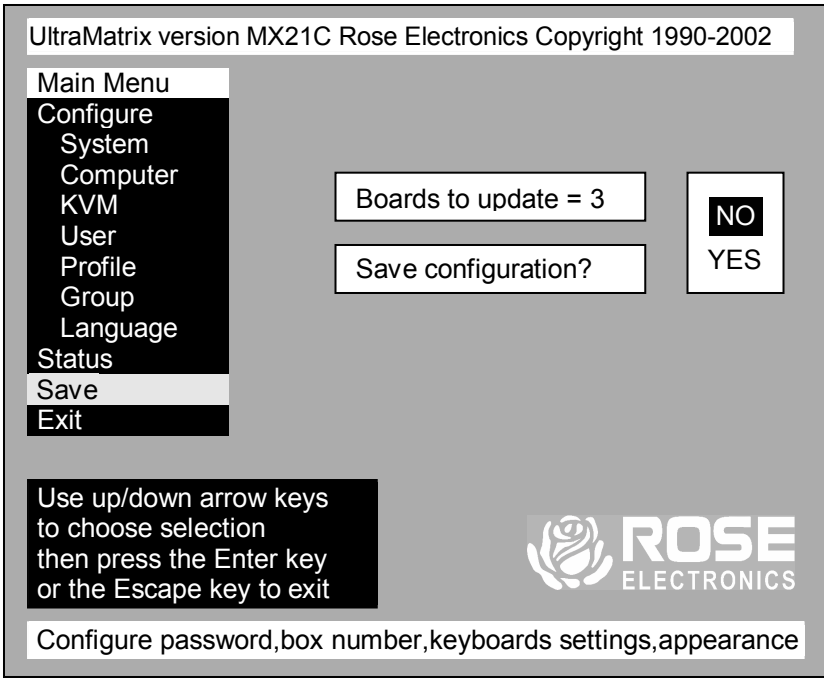 UltraMatrix version MX21C Rose Electronics Copyright 1990-2002
Main Menu
Configure
System
Computer
KVM
User
Profile
Group
Language
Status
Save
Exit
Boards to update = 3
Save configuration?
NO
YES
Use up/down arrow keys
to choose selection
then press the Enter key
or the Escape key to exit
ROSE
ELECTRONICS
Configure password,box number,keyboards settings,appearance